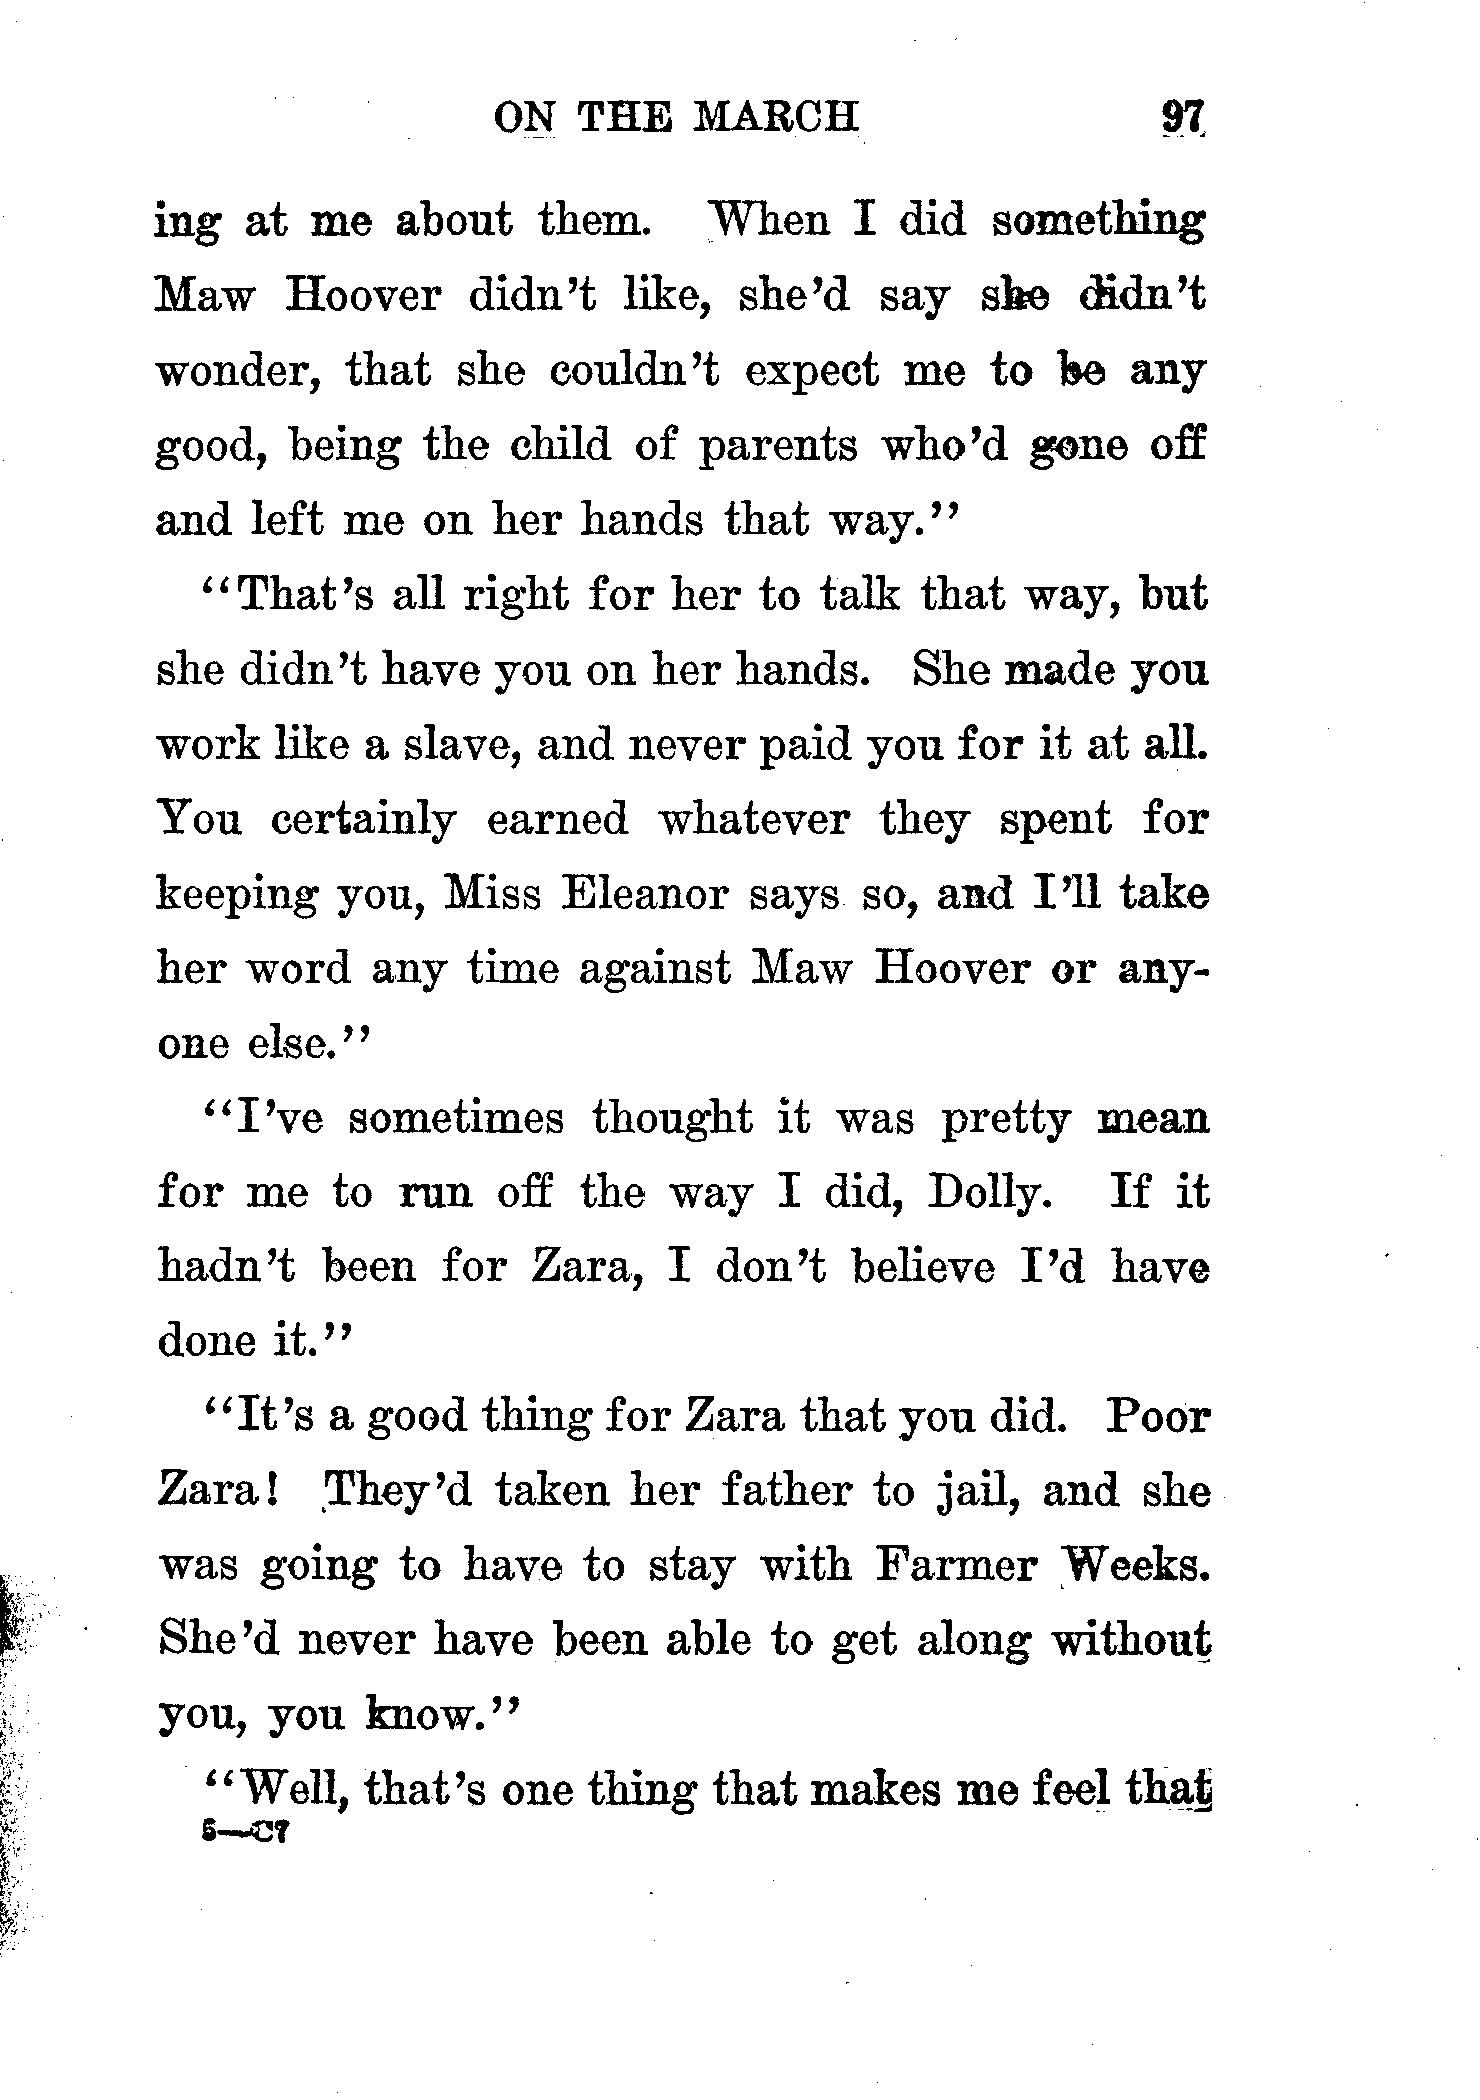 ON THE MARCH 97
ing at me about them. When I did something
Maw Hoover didn't like, she'd say she didn't
wonder, that she couldn't expect me to be any
good, being the child of parents who'd gone off
and left me on her hands that way."
"That's all right for her to talk that way, but
she didn't have you on her hands. She made you
work like a slave, and never paid you for it at all.
You certainly earned whatever they spent for
keeping you, Miss Eleanor says so, and I'll take
her word any time against Maw Hoover or any-
one else."
"I've sometimes thought it was pretty mean
for me to run off the way I did, Dolly. If it
hadn't been for Zara, I don't believe I'd have
done it."
"It's a good thing for Zara that you did. Poor
Zara! They'd taken her father to jail, and she
was going to have to stay with Farmer Weeks.
She'd never have been able to get along without
you, you know."
"Well, that's one thing that makes me feel that
5—C7